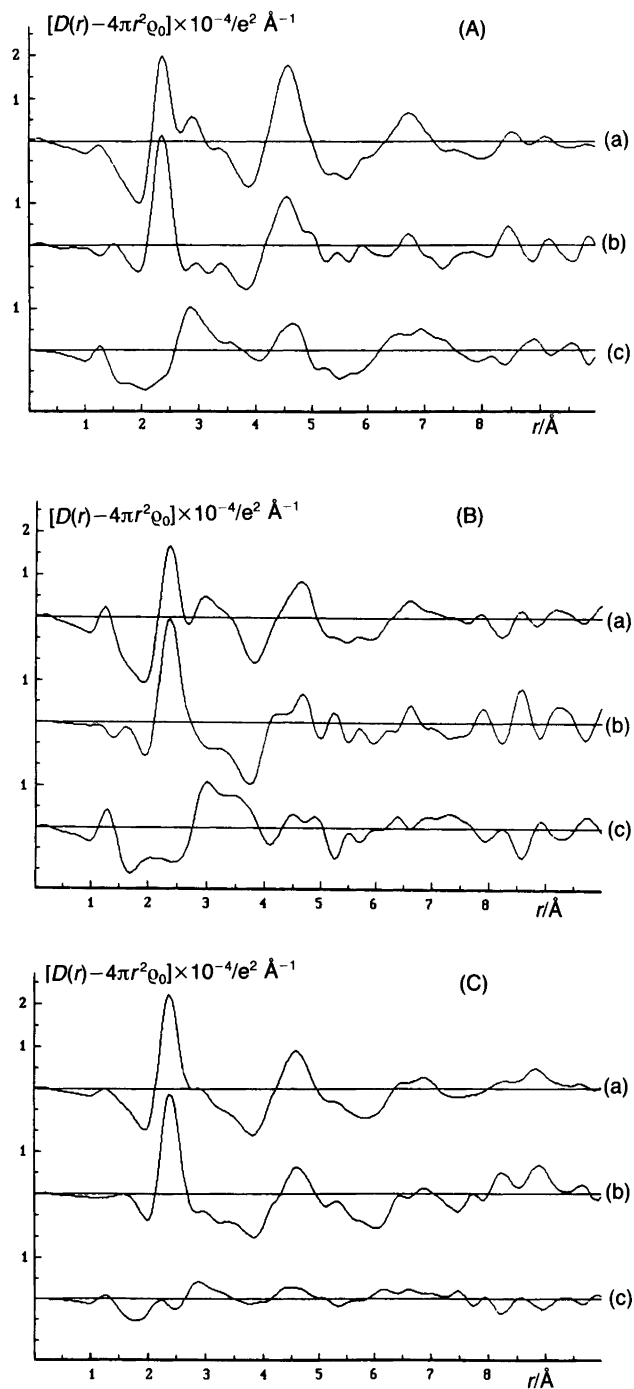 [D(r)−4πr²ϱ₀]×10⁻⁴/e² Å⁻¹ (A)
2
1
(a)
1
(b)
1
(c)
1 2 3 4 5 6 7 8 r/Å
[D(r)−4πr²ϱ₀]×10⁻⁴/e² Å⁻¹ (B)
2
1
(a)
1
(b)
1
(c)
1 2 3 4 5 6 7 8 r/Å
[D(r)−4πr²ϱ₀]×10⁻⁴/e² Å⁻¹ (C)
2
1
(a)
1
(b)
1
(c)
1 2 3 4 5 6 7 8 r/Å